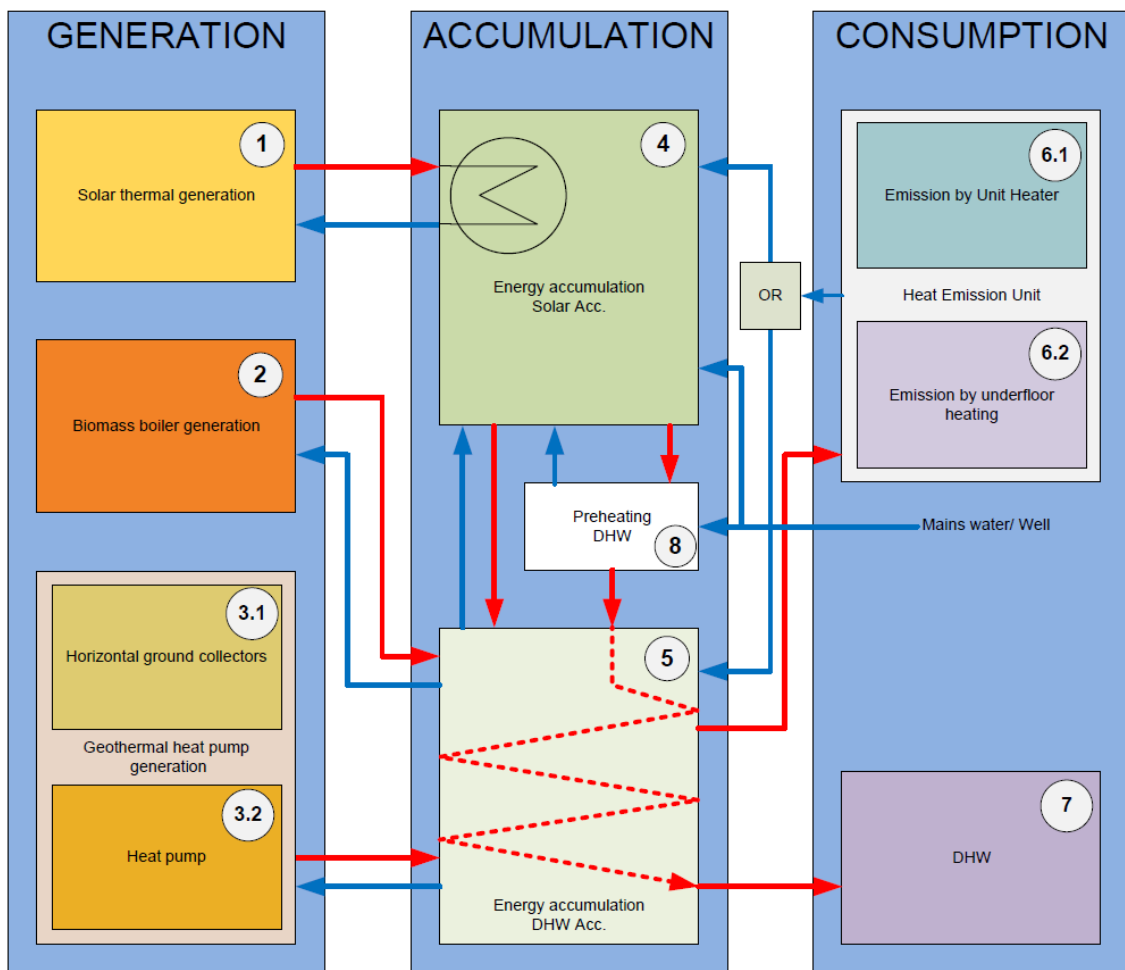 GENERATION
1
Solar thermal generation
2
Biomass boiler generation
3.1
Horizontal ground collectors
Geothermal heat pump
generation
3.2
Heat pump
ACCUMULATION
4
Energy accumulation
Solar Acc.
Preheating
DHW
8
5
Energy accumulation
DHW Acc.
OR
CONSUMPTION
6.1
Emission by Unit Heater
Heat Emission Unit
6.2
Emission by underfloor
heating
Mains water/ Well
7
DHW